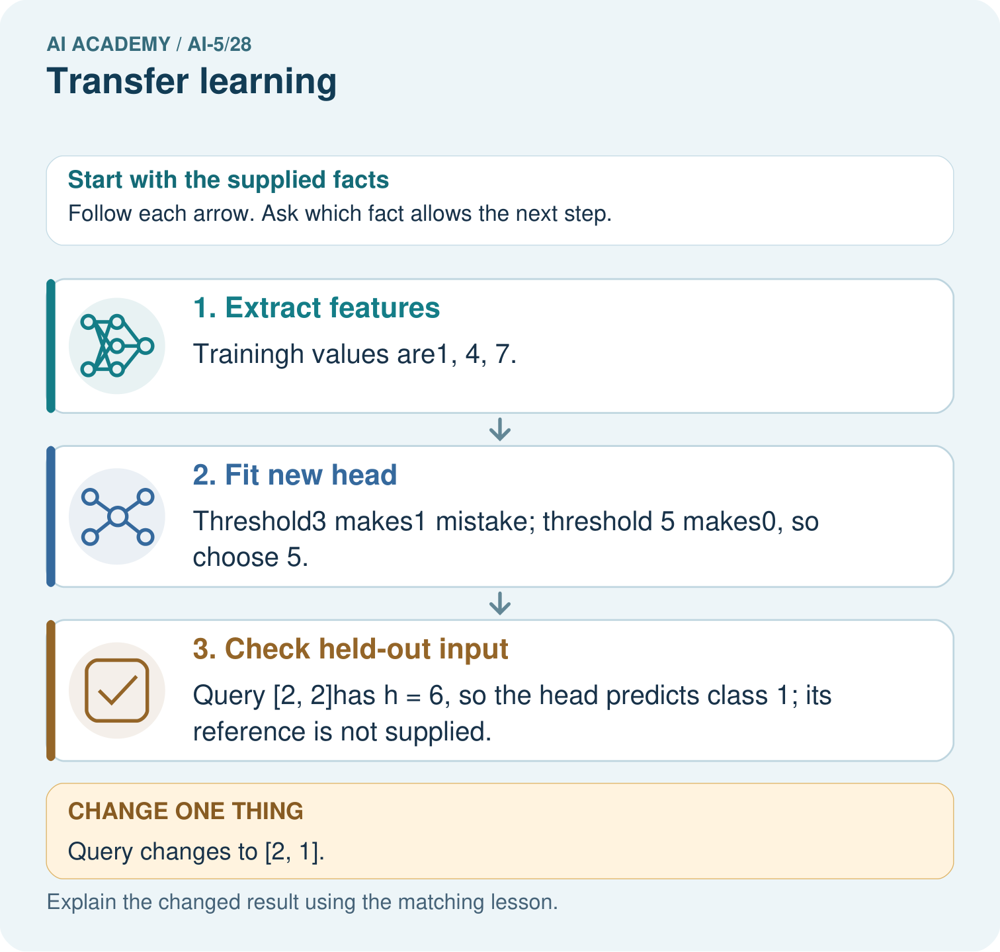 AI ACADEMY / AI-5/28
Transfer learning
Start with the supplied facts
Follow each arrow. Ask which fact allows the next step.
1. Extract features
Trainingh values are1, 4, 7.
2. Fit new head
Threshold3 makes1 mistake; threshold 5 makes0, so
choose 5.
3. Check held-out input
Query [2, 2]has h = 6, so the head predicts class 1; its
reference is not supplied.
CHANGE ONE THING
Query changes to [2, 1].
Explain the changed result using the matching lesson.